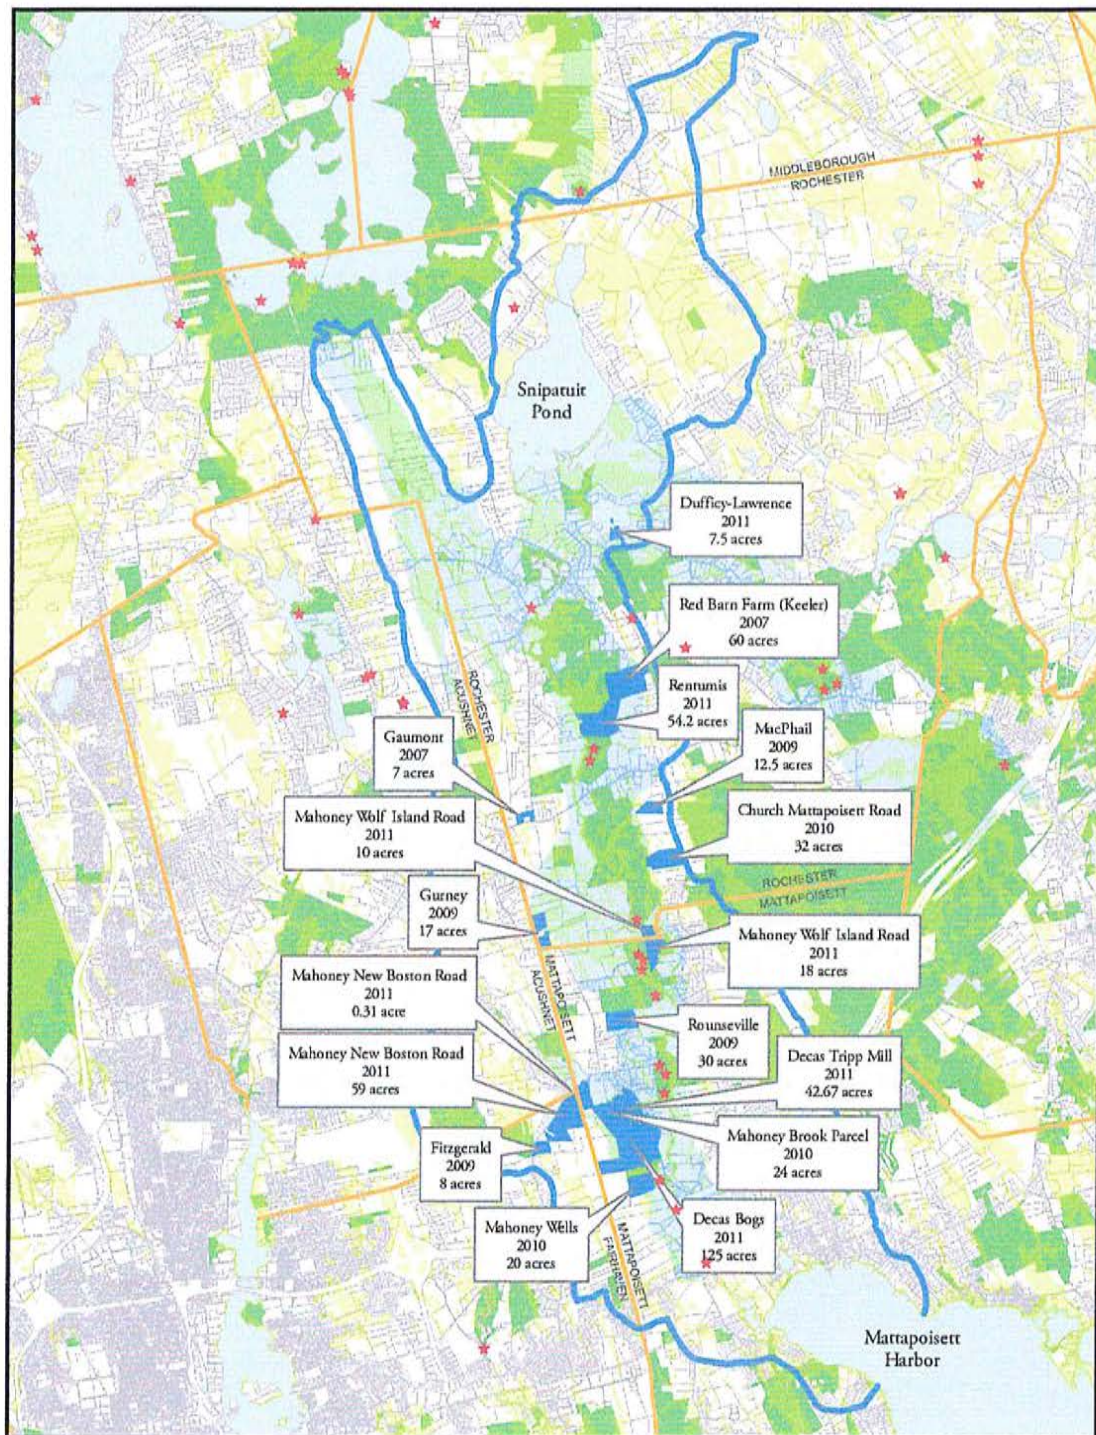 MIDDLEBOROUGH
ROCHESTER
Snipatuit
Pond
Dufficy-Lawrence
2011
7.5 acres
Red Barn Farm (Keeler)
2007
60 acres
ROCHESTER
ACUSHNET
Rentumis
2011
54.2 acres
Gaumont
2007
7 acres
MacPhail
2009
12.5 acres
Mahoney Wolf Island Road
2011
10 acres
Church Mattapoisett Road
2010
32 acres
ROCHESTER
MATTAPOISETT
Gurney
2009
17 acres
Mahoney Wolf Island Road
2011
18 acres
MATTAPOISETT
ACUSHNET
Mahoney New Boston Road
2011
0.31 acre
Rounseville
2009
30 acres
Mahoney New Boston Road
2011
59 acres
Decas Tripp Mill
2011
42.67 acres
Mahoney Brook Parcel
2010
24 acres
Fitzgerald
2009
8 acres
Mahoney Wells
2010
20 acres
Decas Bogs
2011
125 acres
MATTAPOISETT
FAIRHAVEN
Mattapoisett
Harbor